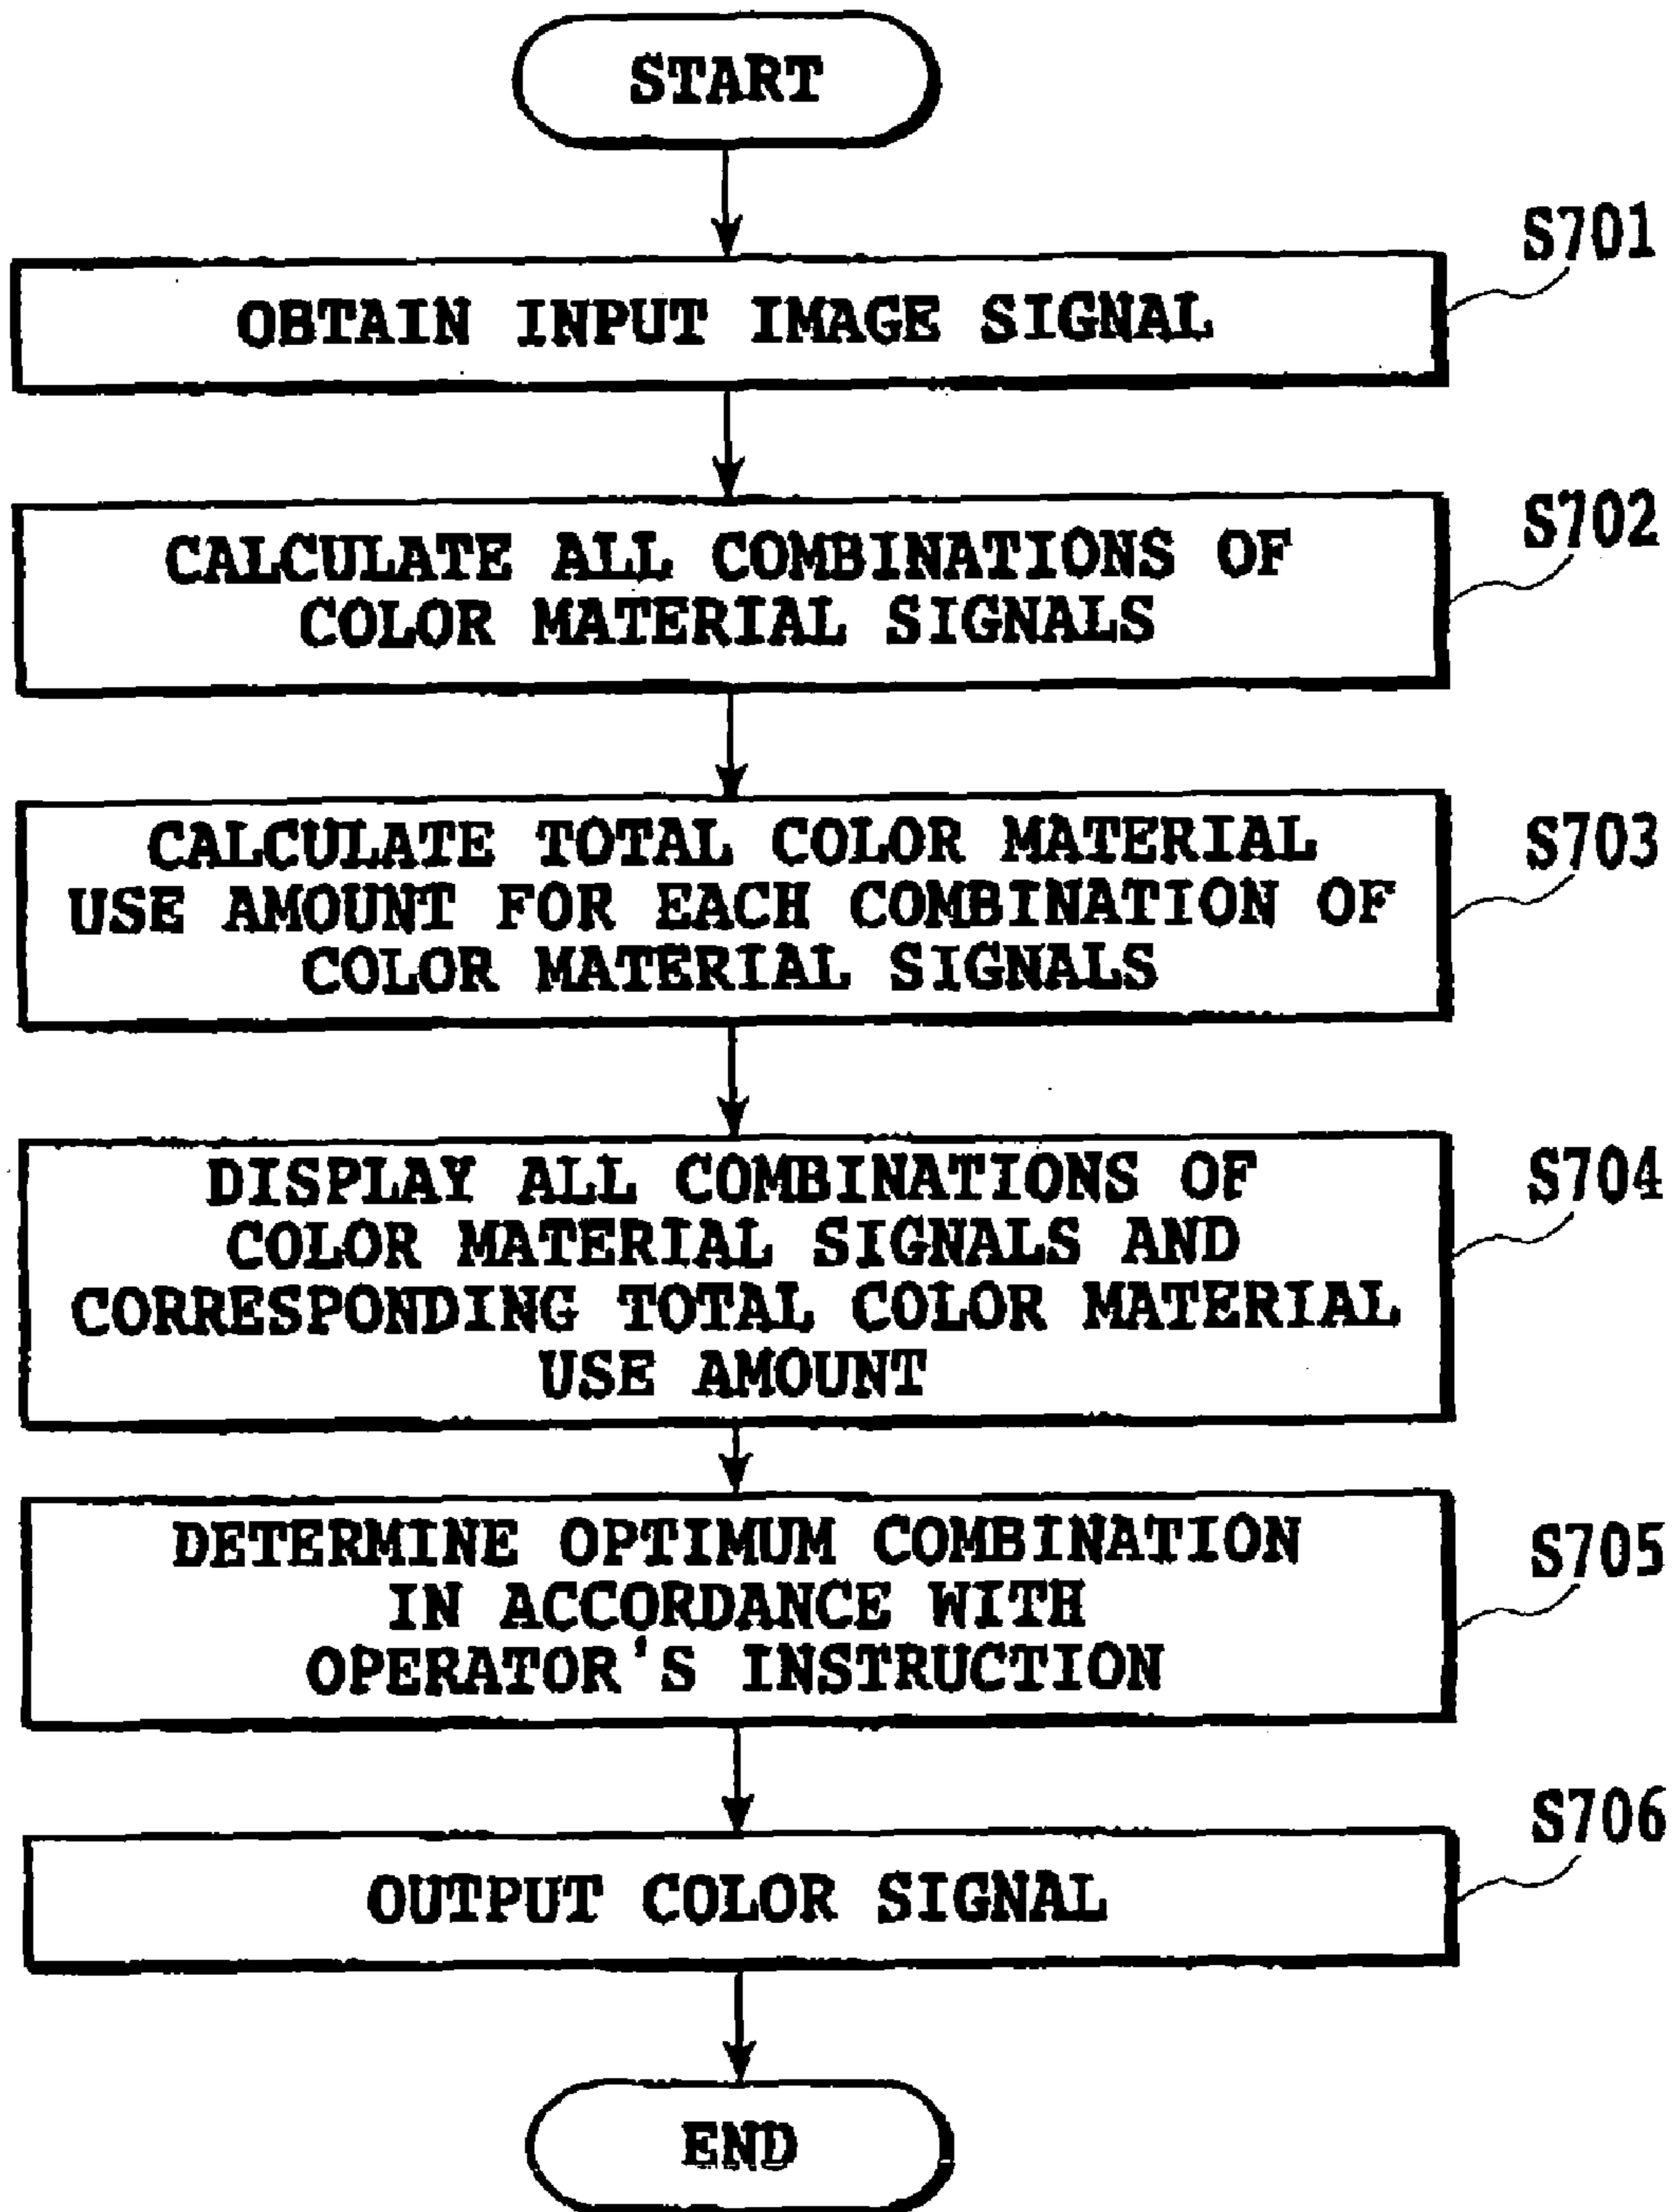 START
S701
OBTAIN INPUT IMAGE SIGNAL
S702
CALCULATE ALL COMBINATIONS OF
COLOR MATERIAL SIGNALS
S703
CALCULATE TOTAL COLOR MATERIAL
USE AMOUNT FOR EACH COMBINATION OF
COLOR MATERIAL SIGNALS
S704
DISPLAY ALL COMBINATIONS OF
COLOR MATERIAL SIGNALS AND
CORRESPONDING TOTAL COLOR MATERIAL
USE AMOUNT
S705
DETERMINE OPTIMUM COMBINATION
IN ACCORDANCE WITH
OPERATOR'S INSTRUCTION
S706
OUTPUT COLOR SIGNAL
END